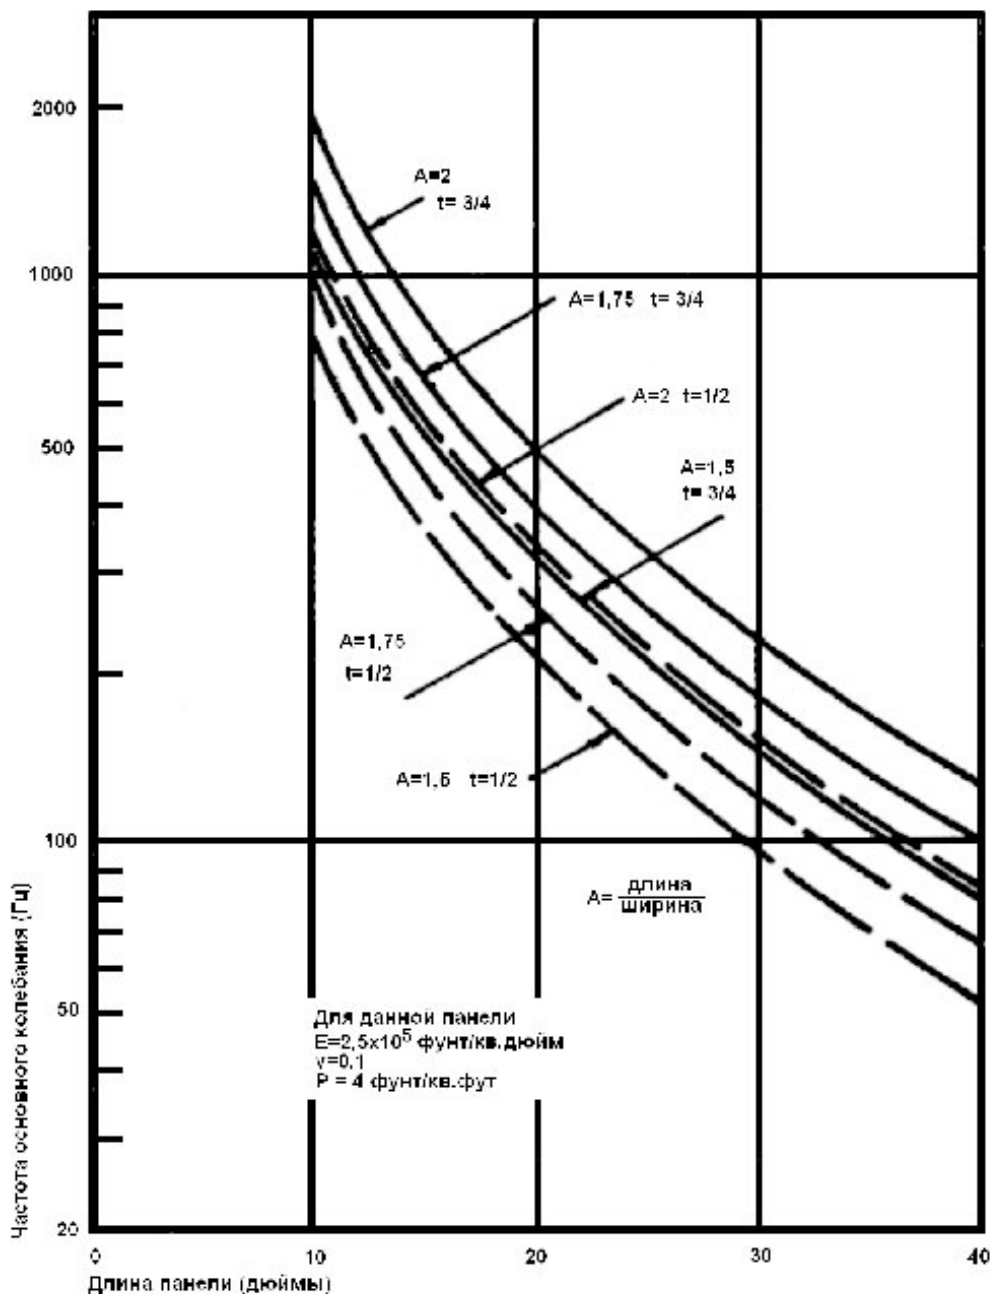 2000
A=2
t= 3/4
1000
A=1,75 t= 3/4
A=2 t=1/2
500
A=1,5
t= 3/4
A=1,75
t=1/2
A=1,5 t=1/2
100
A= длина
ширина
50
Для данной панели
E=2,5x10⁵ фунт/кв.дюйм
v=0,1
P = 4 фунт/кв.фут
20
0 10 20 30 40
Длина панели (дюймы)
Частота основного колебания (Гц)